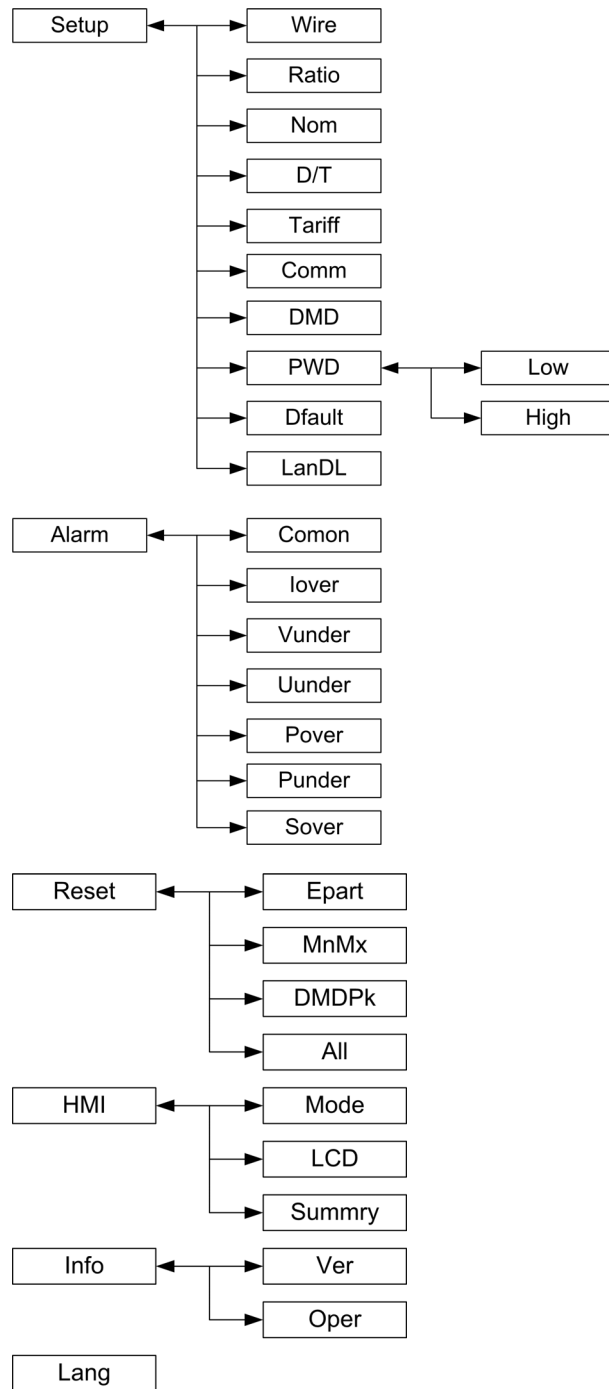 Setup
Wire
Ratio
Nom
D/T
Tariff
Comm
DMD
PWD
Low
High
Dfault
LanDL
Alarm
Comon
Iover
Vunder
Uunder
Pover
Punder
Sover
Reset
Epart
MnMx
DMDPk
All
HMI
Mode
LCD
Summry
Info
Ver
Oper
Lang